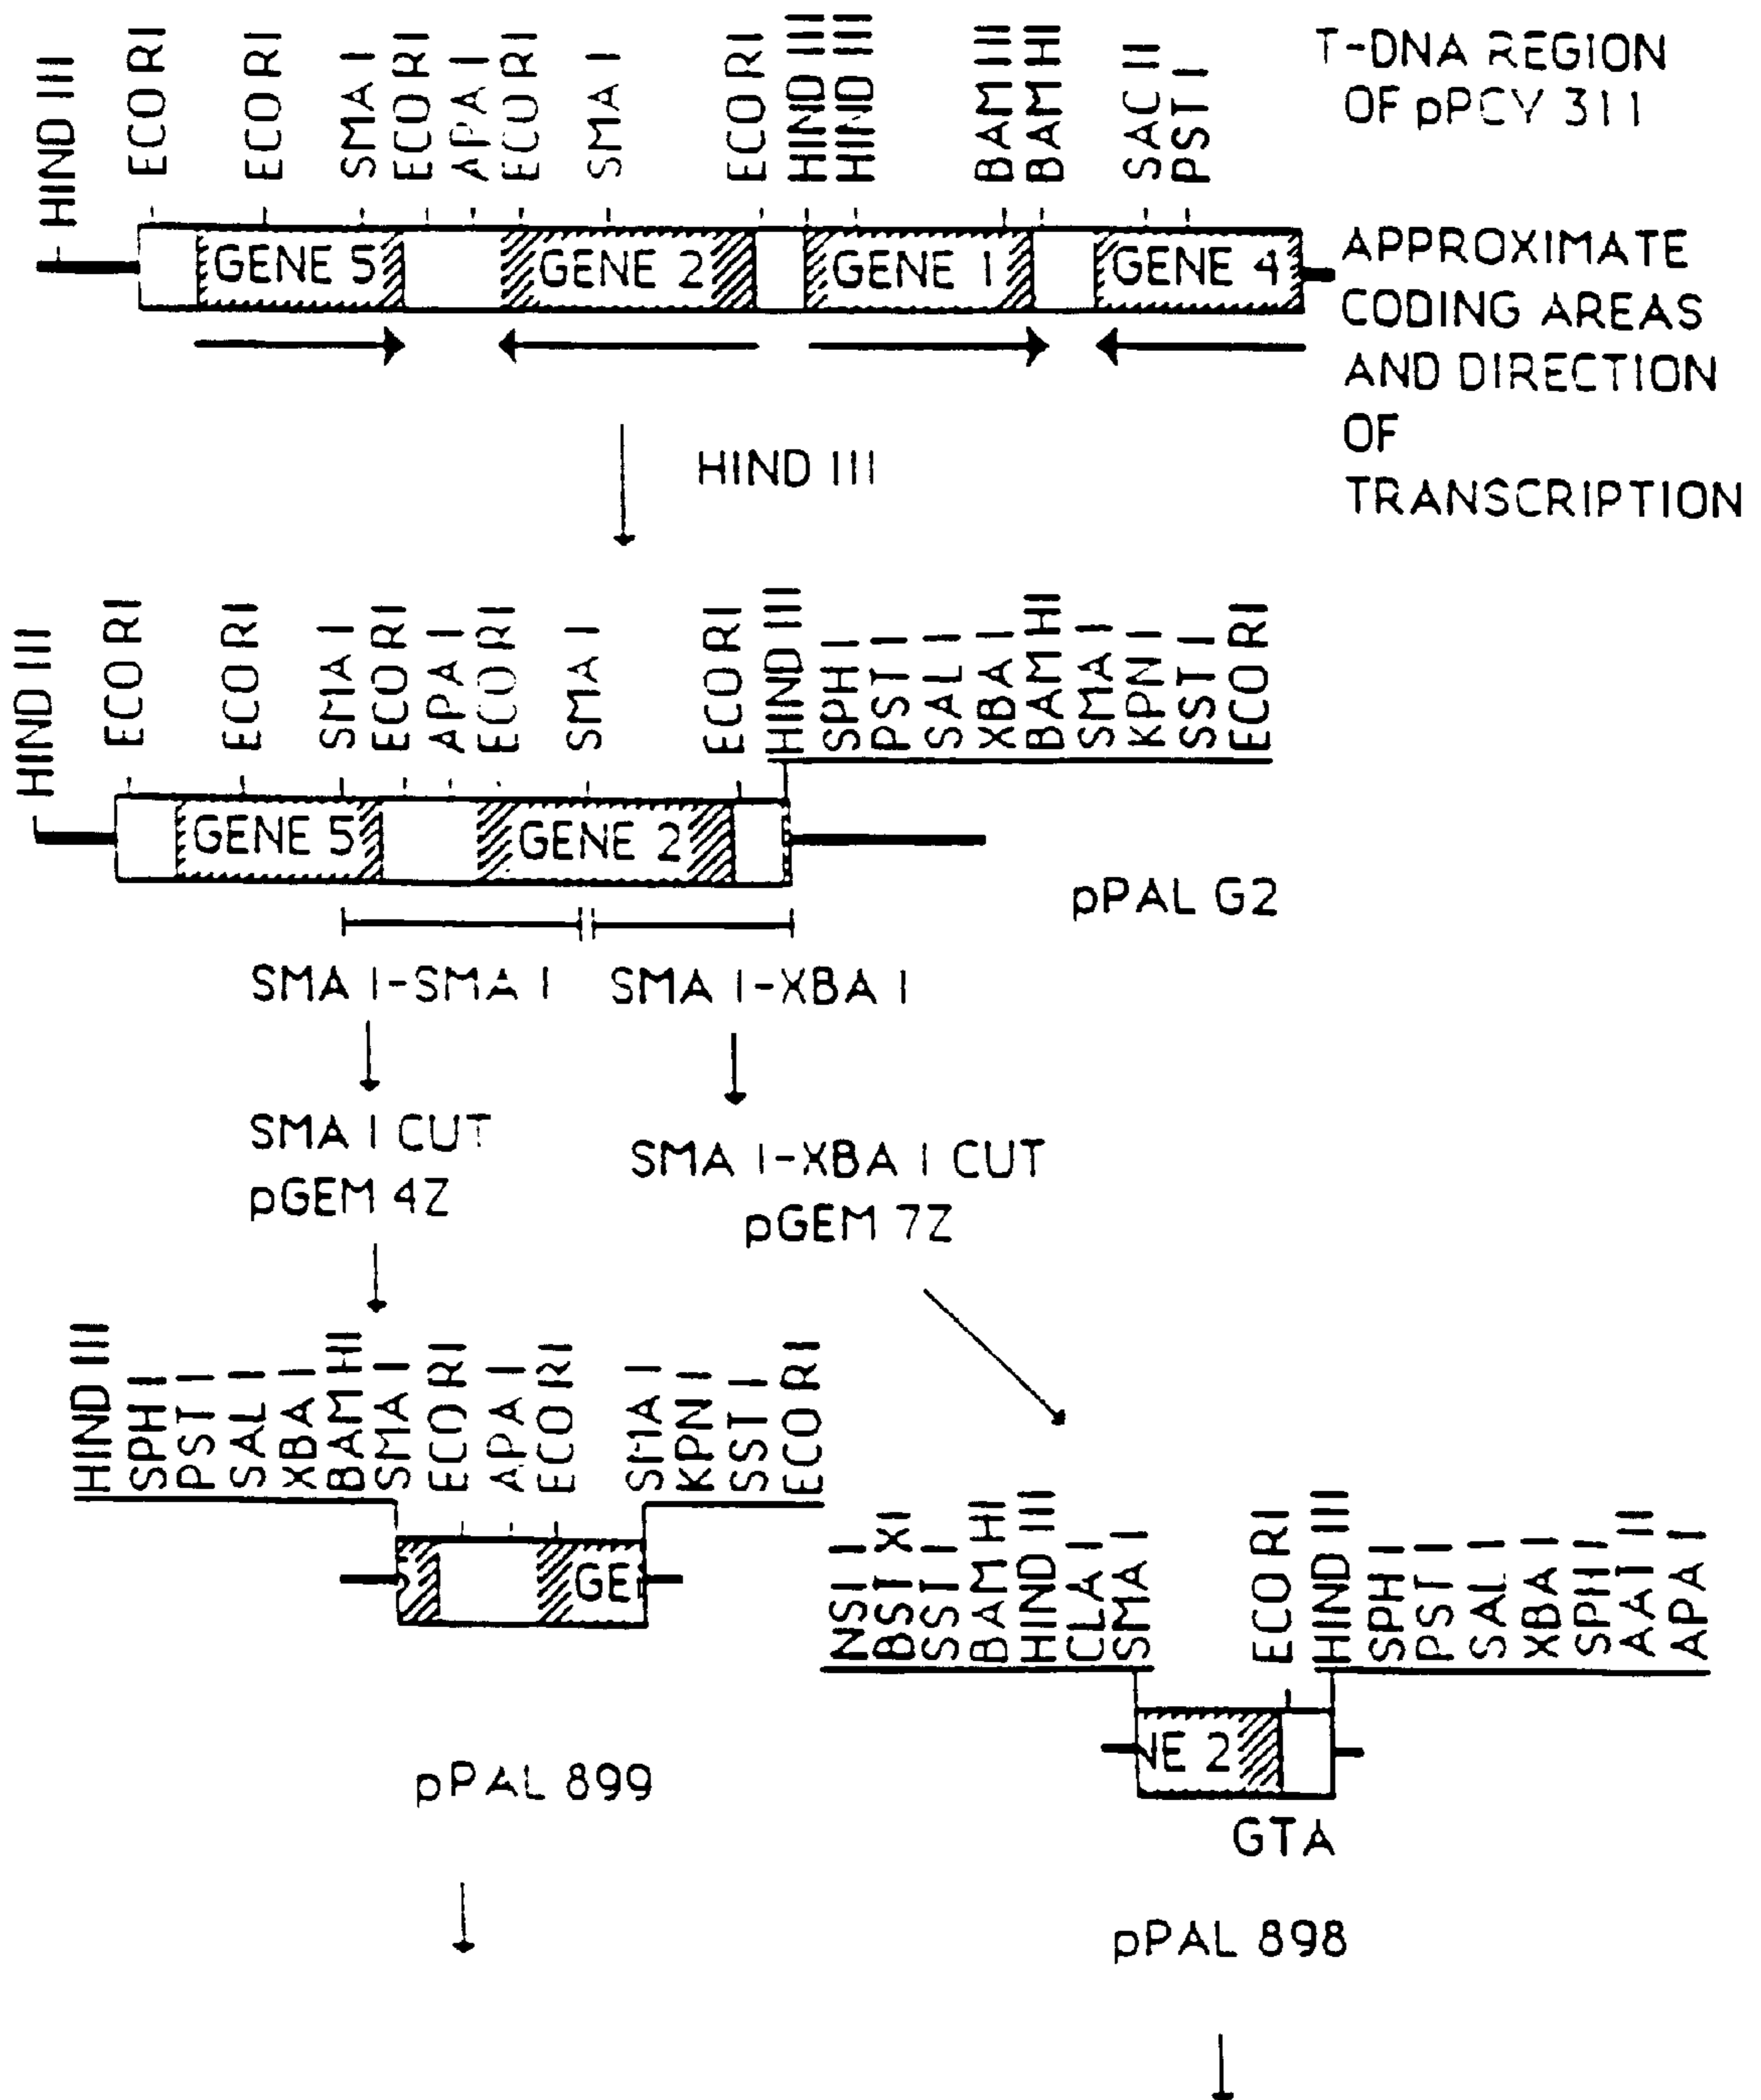 HIND III
ECO RI
ECO RI
SMA I
ECORI
APA I
ECORI
SMA I
ECO RI
HIND III
HIND III
BAM III
BAMHI
SAC II
PST I
T-DNA REGION
OF pPCY 311
GENE 5
GENE 2
GENE 1
GENE 4
APPROXIMATE
CODING AREAS
AND DIRECTION
OF
TRANSCRIPTION
HIND III
HIND III
ECO RI
ECO RI
SMA I
ECO RI
APA I
ECO RI
SMA I
ECO RI
HIND III
SPH I
PST I
SAL I
XBA I
BAM HI
SMA I
KPN I
SST I
ECO RI
GENE 5
GENE 2
pPAL G2
SMA I-SMA I
SMA I-XBA I
SMA I CUT
pGEM 4Z
SMA I-XBA I CUT
pGEM 7Z
HIND III
SPH I
PST I
SAL I
XBA I
BAM HI
SMA I
ECO RI
APA I
ECO RI
SMA I
KPN I
SST I
ECO RI
GE
NSI I
BST XI
SST I
BAM HI
HIND III
CLA I
SMA I
ECO RI
HIND III
SPH I
PST I
SAL I
XBA I
SPH I
AAT II
APA I
NE 2
GTA
pPAL 899
pPAL 898